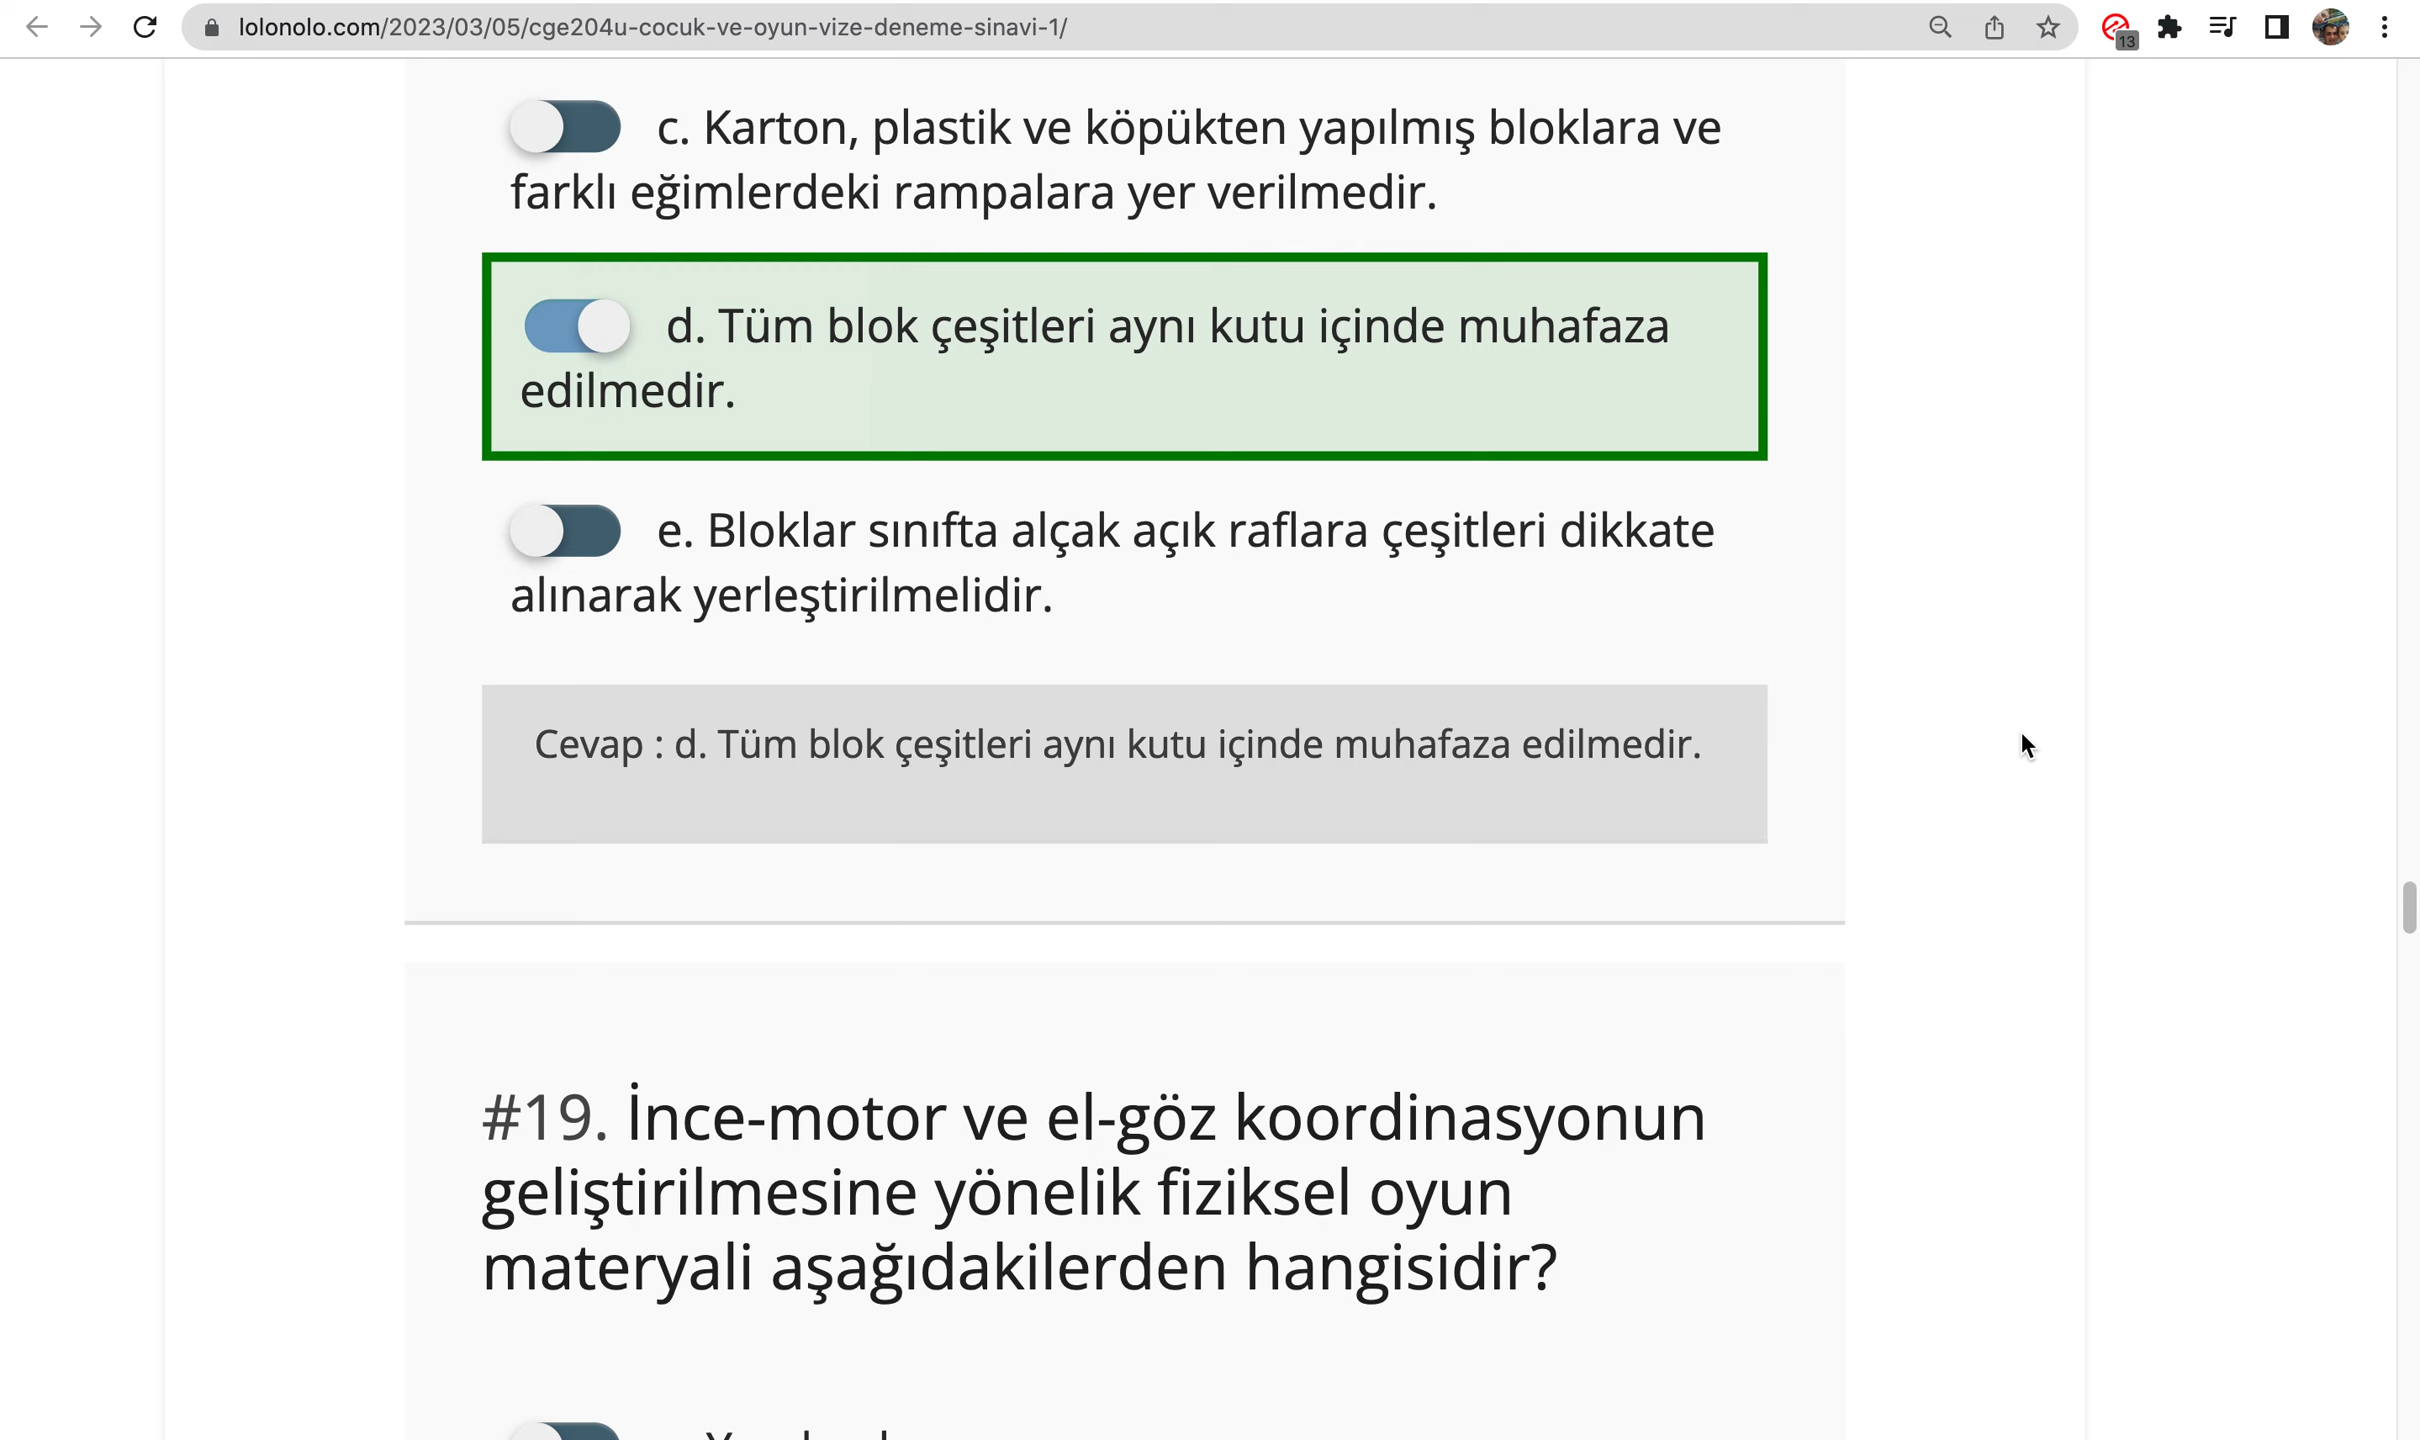 lolonolo.com/2023/03/05/cge204u-cocuk-ve-oyun-vize-deneme-sinavi-1/
13
c. Karton, plastik ve köpükten yapılmış bloklara ve
farklı eğimlerdeki rampalara yer verilmedir.
d. Tüm blok çeşitleri aynı kutu içinde muhafaza
edilmedir.
e. Bloklar sınıfta alçak açık raflara çeşitleri dikkate
alınarak yerleştirilmelidir.
Cevap : d. Tüm blok çeşitleri aynı kutu içinde muhafaza edilmedir.
#19. İnce-motor ve el-göz koordinasyonun
geliştirilmesine yönelik fiziksel oyun
materyali aşağıdakilerden hangisidir?